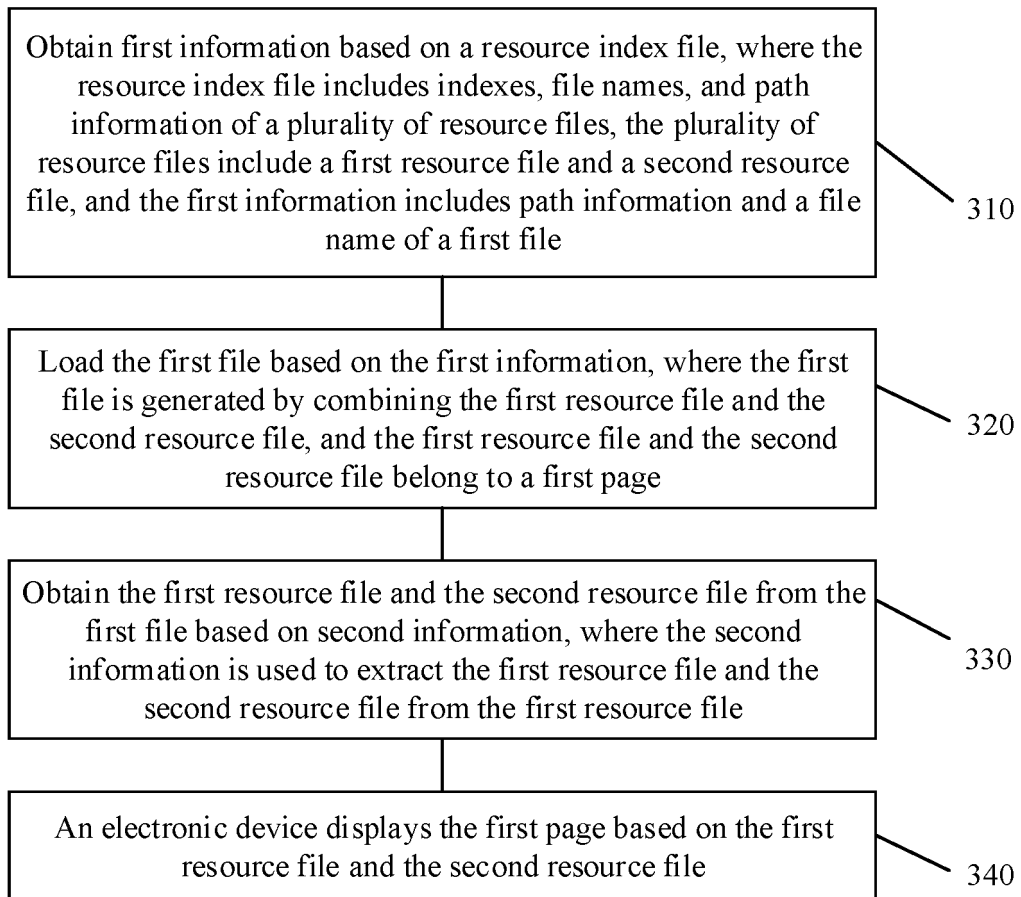 Obtain first information based on a resource index file, where the
resource index file includes indexes, file names, and path
information of a plurality of resource files, the plurality of
resource files include a first resource file and a second resource
file, and the first information includes path information and a file
name of a first file
310
Load the first file based on the first information, where the first
file is generated by combining the first resource file and the
second resource file, and the first resource file and the second
resource file belong to a first page
320
Obtain the first resource file and the second resource file from the
first file based on second information, where the second
information is used to extract the first resource file and the
second resource file from the first resource file
330
An electronic device displays the first page based on the first
resource file and the second resource file
340